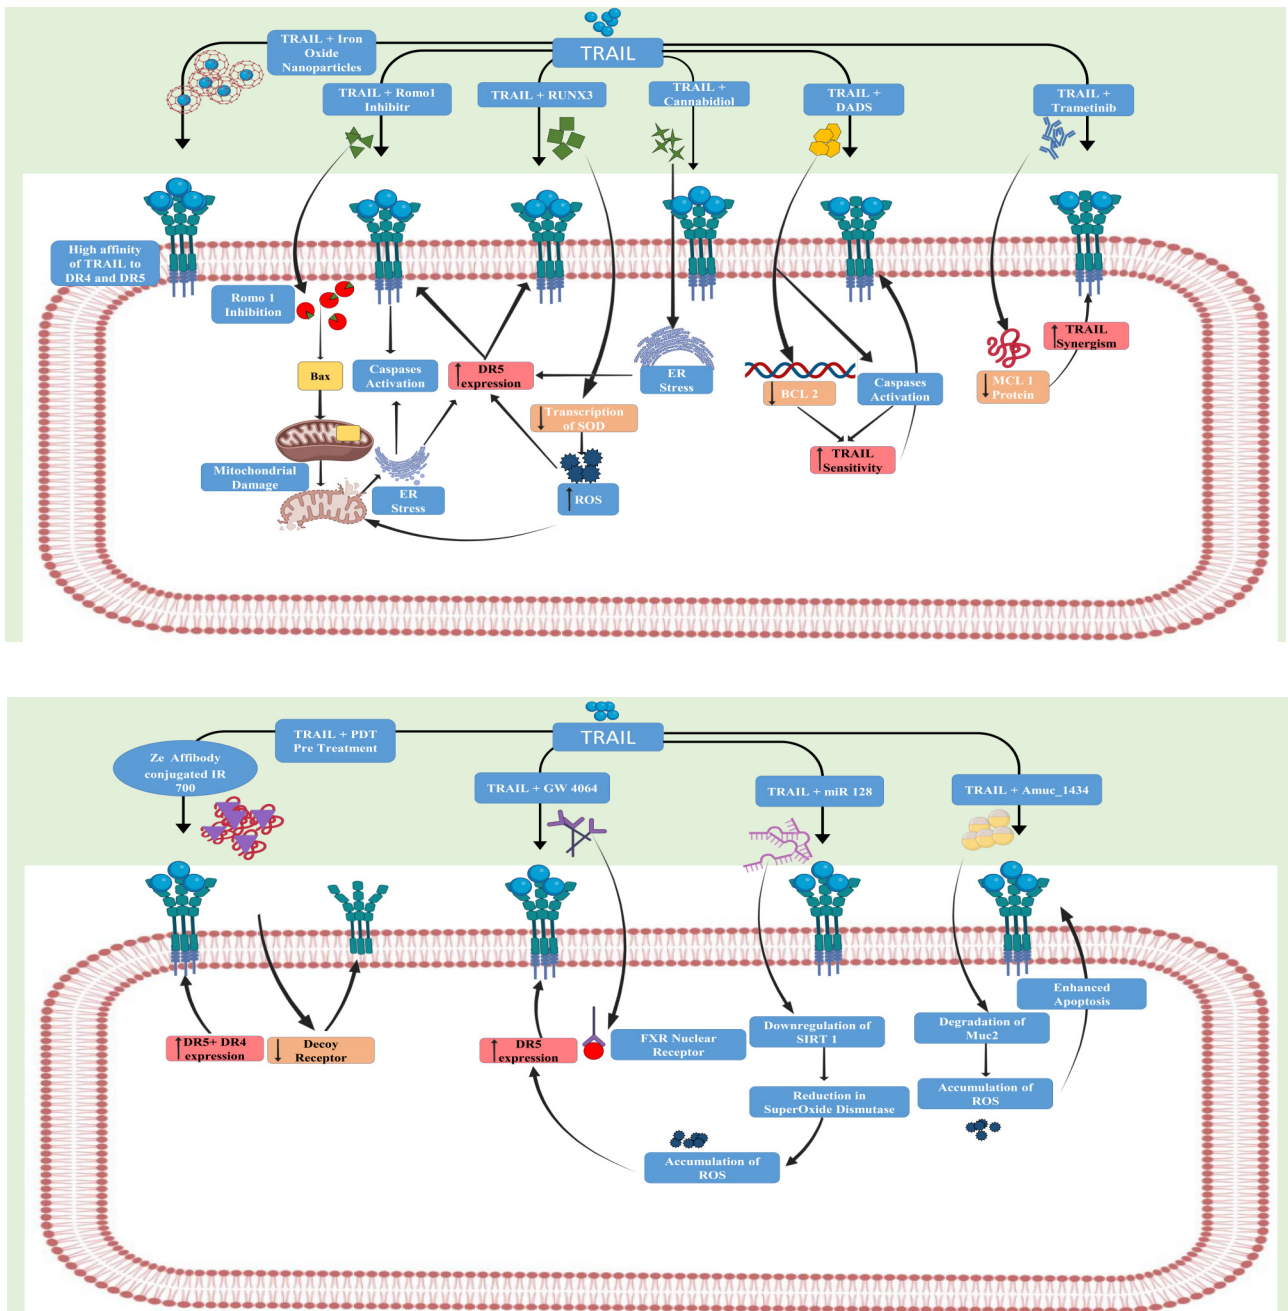 TRAIL
TRAIL + Iron
Oxide
Nanoparticles
TRAIL + Romo1
Inhibitr
TRAIL + RUNX3
TRAIL +
Cannabidiol
TRAIL +
DADS
TRAIL +
Trametinib
High affinity
of TRAIL to
DR4 and DR5
Romo 1
Inhibition
Bax
Caspases
Activation
DR5
expression
ER
Stress
Transcription
of SOD
BCL 2
Caspases
Activation
MCL 1
Protein
TRAIL
Synergism
TRAIL
Sensitivity
Mitochondrial
Damage
ER
Stress
ROS
TRAIL
TRAIL + PDT
Pre Treatment
Ze Affibody
conjugated IR
700
TRAIL + GW 4064
TRAIL + miR 128
TRAIL + Amuc_1434
DR5+ DR4
expression
Decoy
Receptor
DR5
expression
FXR Nuclear
Receptor
Downregulation of
SIRT 1
Degradation of
Muc2
Enhanced
Apoptosis
Reduction in
SuperOxide Dismutase
Accumulation of
ROS
Accumulation of
ROS